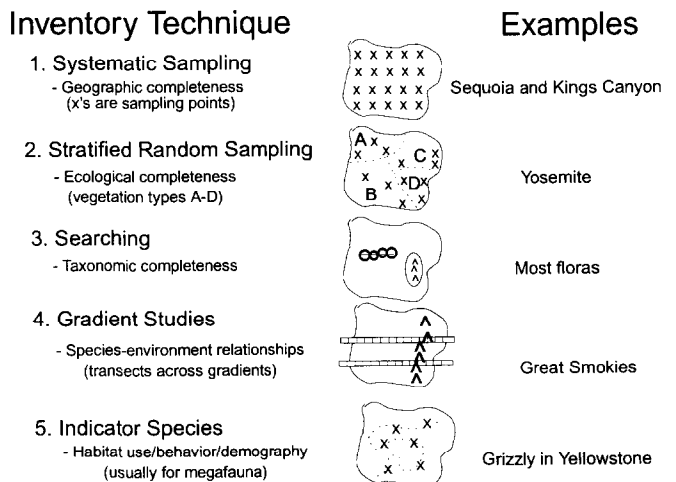 Inventory Technique
Examples
1. Systematic Sampling
- Geographic completeness
(x's are sampling points)
X X X X X
X X X X X
X X X X X
X X X X X
Sequoia and Kings Canyon
2. Stratified Random Sampling
- Ecological completeness
(vegetation types A-D)
A
B
C
D
Yosemite
3. Searching
- Taxonomic completeness
Most floras
4. Gradient Studies
- Species-environment relationships
(transects across gradients)
Great Smokies
5. Indicator Species
- Habitat use/behavior/demography
(usually for megafauna)
Grizzly in Yellowstone